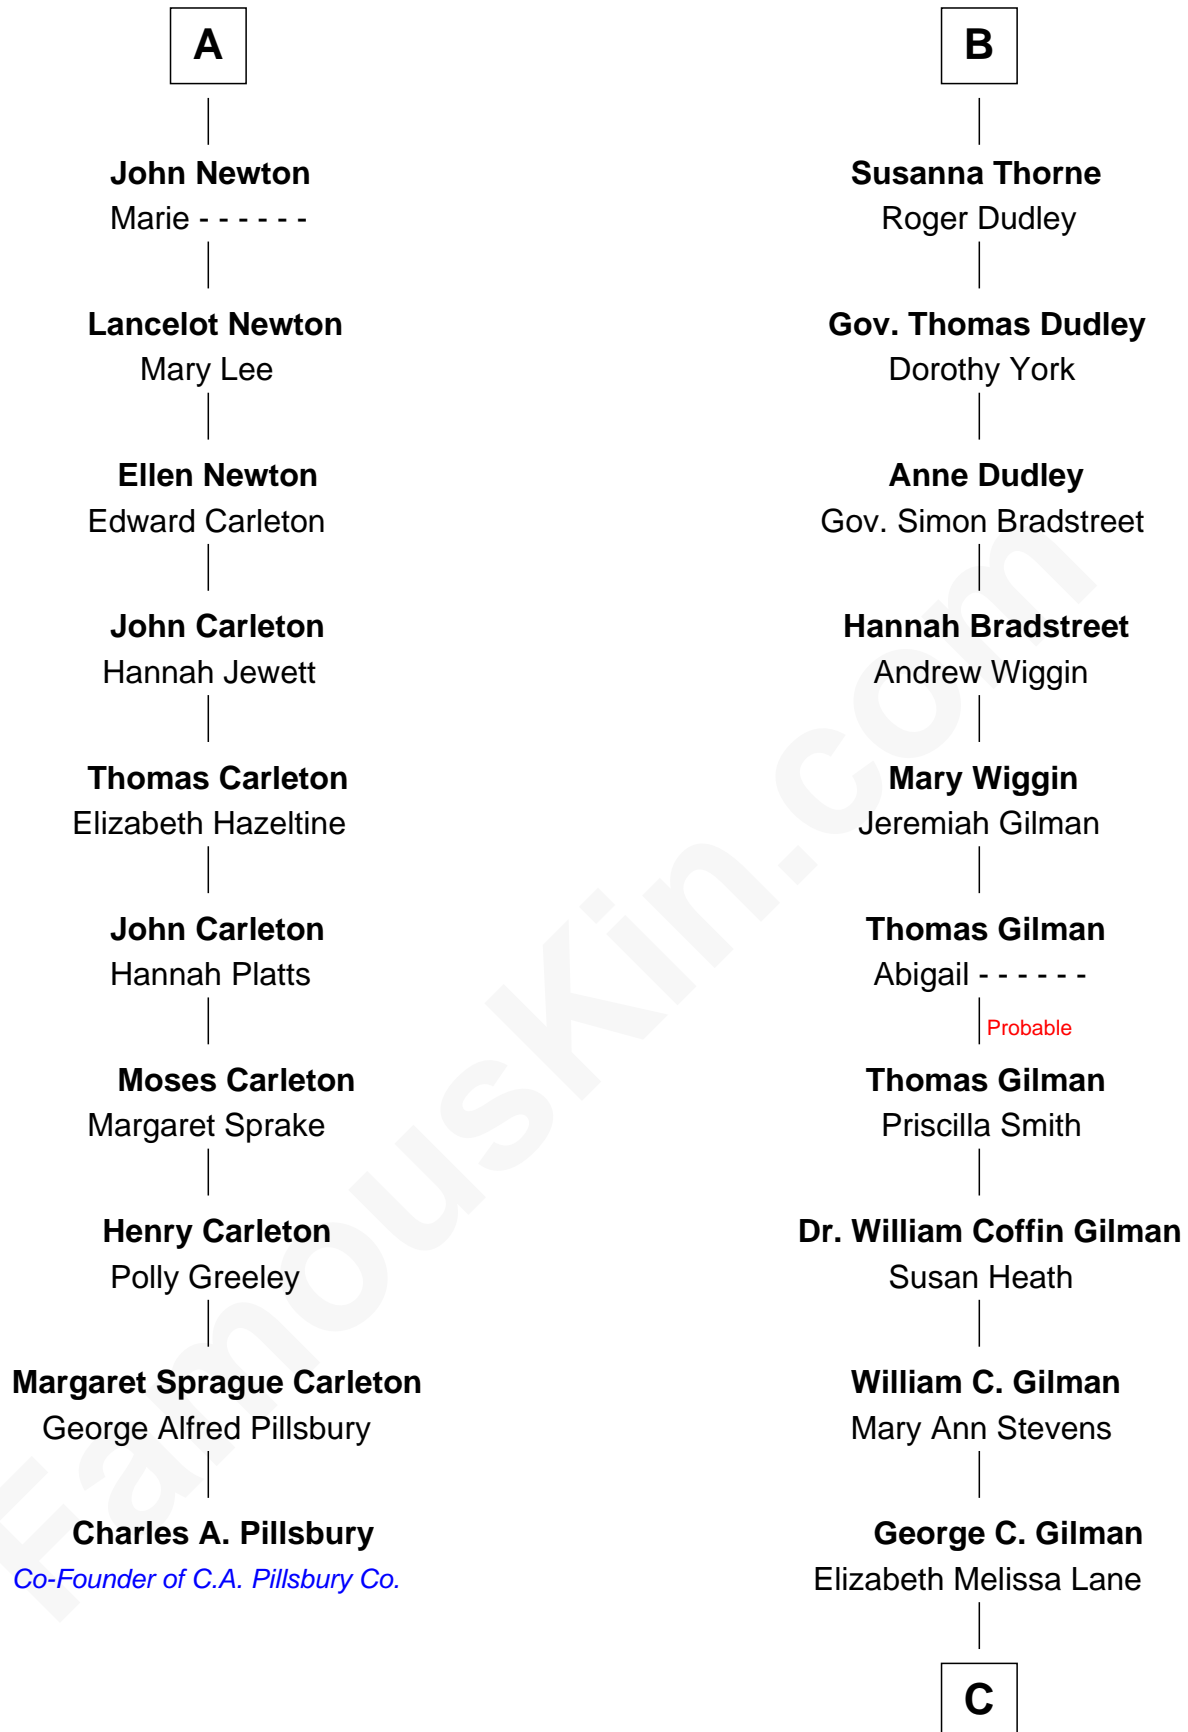 A
John Newton
Marie - - - - - -
Lancelot Newton
Mary Lee
Ellen Newton
Edward Carleton
John Carleton
Hannah Jewett
Thomas Carleton
Elizabeth Hazeltine
John Carleton
Hannah Platts
Moses Carleton
Margaret Sprake
Henry Carleton
Polly Greeley
Margaret Sprague Carleton
George Alfred Pillsbury
Charles A. Pillsbury
Co-Founder of C.A. Pillsbury Co.
B
Susanna Thorne
Roger Dudley
Gov. Thomas Dudley
Dorothy York
Anne Dudley
Gov. Simon Bradstreet
Hannah Bradstreet
Andrew Wiggin
Mary Wiggin
Jeremiah Gilman
Thomas Gilman
Abigail - - - - - -
Probable
Thomas Gilman
Priscilla Smith
Dr. William Coffin Gilman
Susan Heath
William C. Gilman
Mary Ann Stevens
George C. Gilman
Elizabeth Melissa Lane
C
FamousKin.com